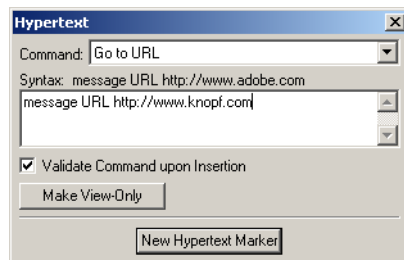 Hypertext
Command: Go to URL
Syntax: message URL http://www.adobe.com
message URL http://www.knopf.com
Validate Command upon Insertion
Make View-Only
New Hypertext Marker